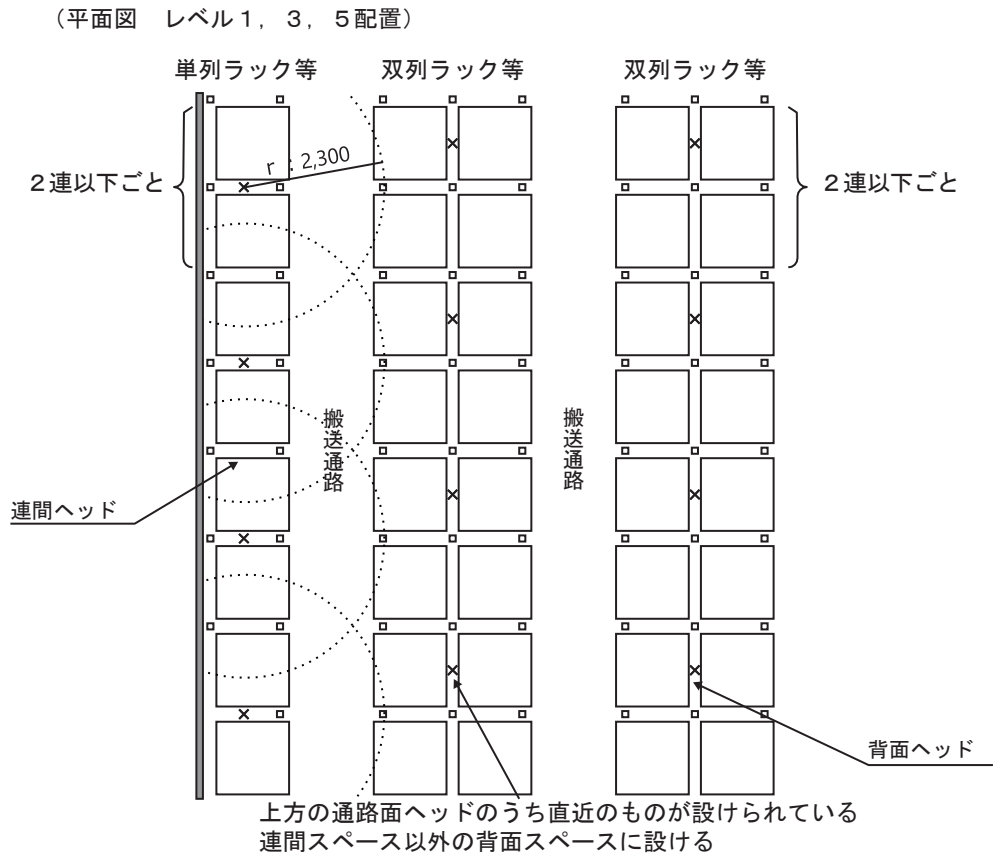 （平面図　レベル１，３，５配置）
単列ラック等
双列ラック等
双列ラック等
２連以下ごと
r : 2,300
２連以下ごと
搬送通路
搬送通路
連間ヘッド
背面ヘッド
上方の通路面ヘッドのうち直近のものが設けられている
連間スペース以外の背面スペースに設ける